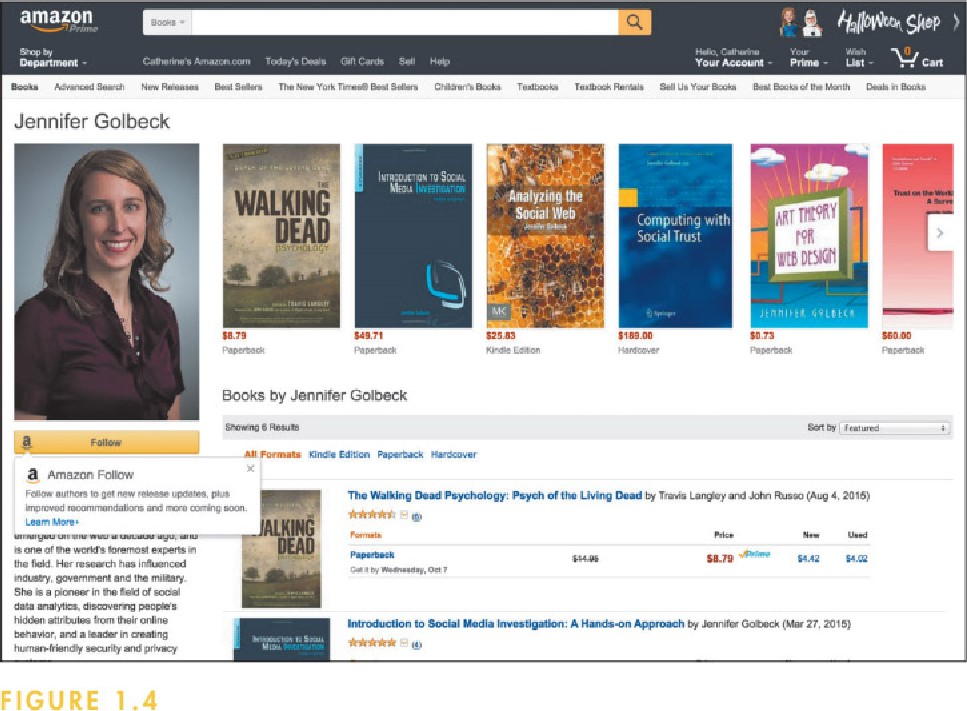 amazon
Prime
Books
Halloween Shop
Shop by
Department
Catherine's Amazon.com Today's Deals Gift Cards Sell Help
Hello, Catherine
Your Account
Your
Prime
Wish
List
0
Cart
Books Advanced Search New Releases Best Sellers The New York Times® Best Sellers Children's Books Textbooks Textbook Rentals Sell Us Your Books Best Books of the Month Deals in Books
Jennifer Golbeck
THE
WALKING
DEAD
PSYCHOLOGY
$8.79
Paperback
INTRODUCTION TO SOCIAL
MEDIA INVESTIGATION
$49.71
Paperback
Analyzing the
Social Web
Jennifer Golbeck
MK
$25.83
Kindle Edition
Computing with
Social Trust
Springer
$189.00
Hardcover
ART THEORY
FOR
WEB DESIGN
JENNIFER GOLBECK
$0.73
Paperback
Trust on the World
A Surve
$60.00
Paperback
Books by Jennifer Golbeck
Showing 6 Results
Sort by Featured
Follow
All Formats Kindle Edition Paperback Hardcover
a Amazon Follow
Follow authors to get new release updates, plus
improved recommendations and more coming soon.
Learn More
emerged on the web a decade ago, and
is one of the world's foremost experts in
the field. Her research has influenced
industry, government and the military.
She is a pioneer in the field of social
data analytics, discovering people's
hidden attributes from their online
behavior, and a leader in creating
human-friendly security and privacy
WALKING
DEAD
The Walking Dead Psychology: Psych of the Living Dead by Travis Langley and John Russo (Aug 4, 2015)
(6)
Formats Price New Used
Paperback $14.95 $8.79 Prime $4.42 $4.02
Get it by Wednesday, Oct 7
INTRODUCTION TO SOCIAL
MEDIA INVESTIGATION
Introduction to Social Media Investigation: A Hands-on Approach by Jennifer Golbeck (Mar 27, 2015)
(4)
FIGURE 1.4